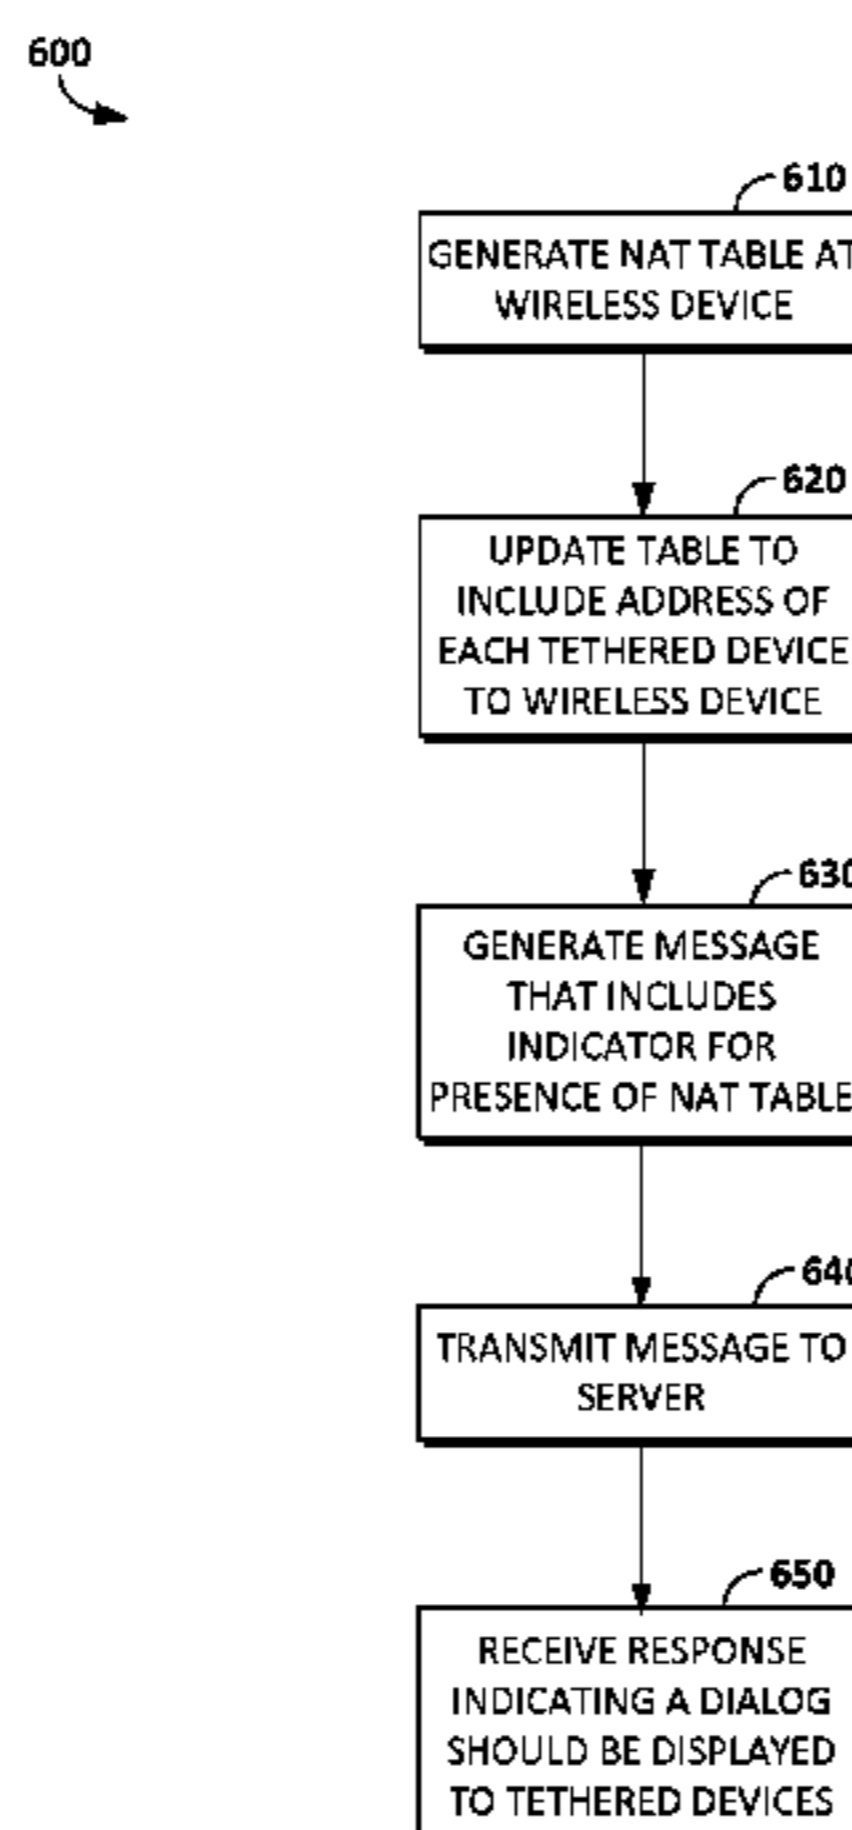 600
610
GENERATE NAT TABLE AT
WIRELESS DEVICE
620
UPDATE TABLE TO
INCLUDE ADDRESS OF
EACH TETHERED DEVICE
TO WIRELESS DEVICE
630
GENERATE MESSAGE
THAT INCLUDES
INDICATOR FOR
PRESENCE OF NAT TABLE
640
TRANSMIT MESSAGE TO
SERVER
650
RECEIVE RESPONSE
INDICATING A DIALOG
SHOULD BE DISPLAYED
TO TETHERED DEVICES